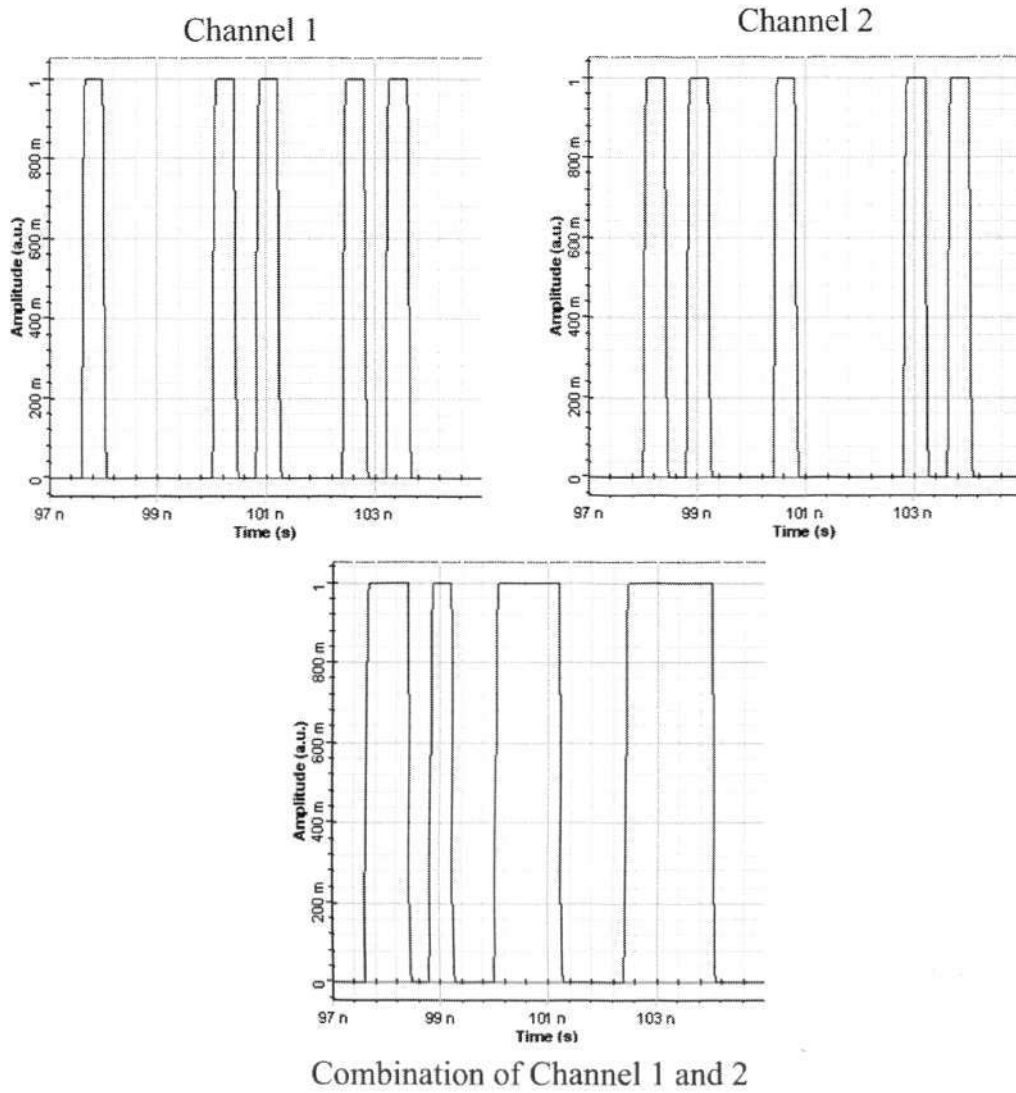 Channel 1
Channel 2
Amplitude (a.u.)
1
800 m
600 m
400 m
200 m
0
97 n
99 n
101 n
103 n
Time (s)
Amplitude (a.u.)
1
800 m
600 m
400 m
200 m
0
97 n
99 n
101 n
103 n
Time (s)
Amplitude (a.u.)
1
800 m
600 m
400 m
200 m
0
97 n
99 n
101 n
103 n
Time (s)
Combination of Channel 1 and 2